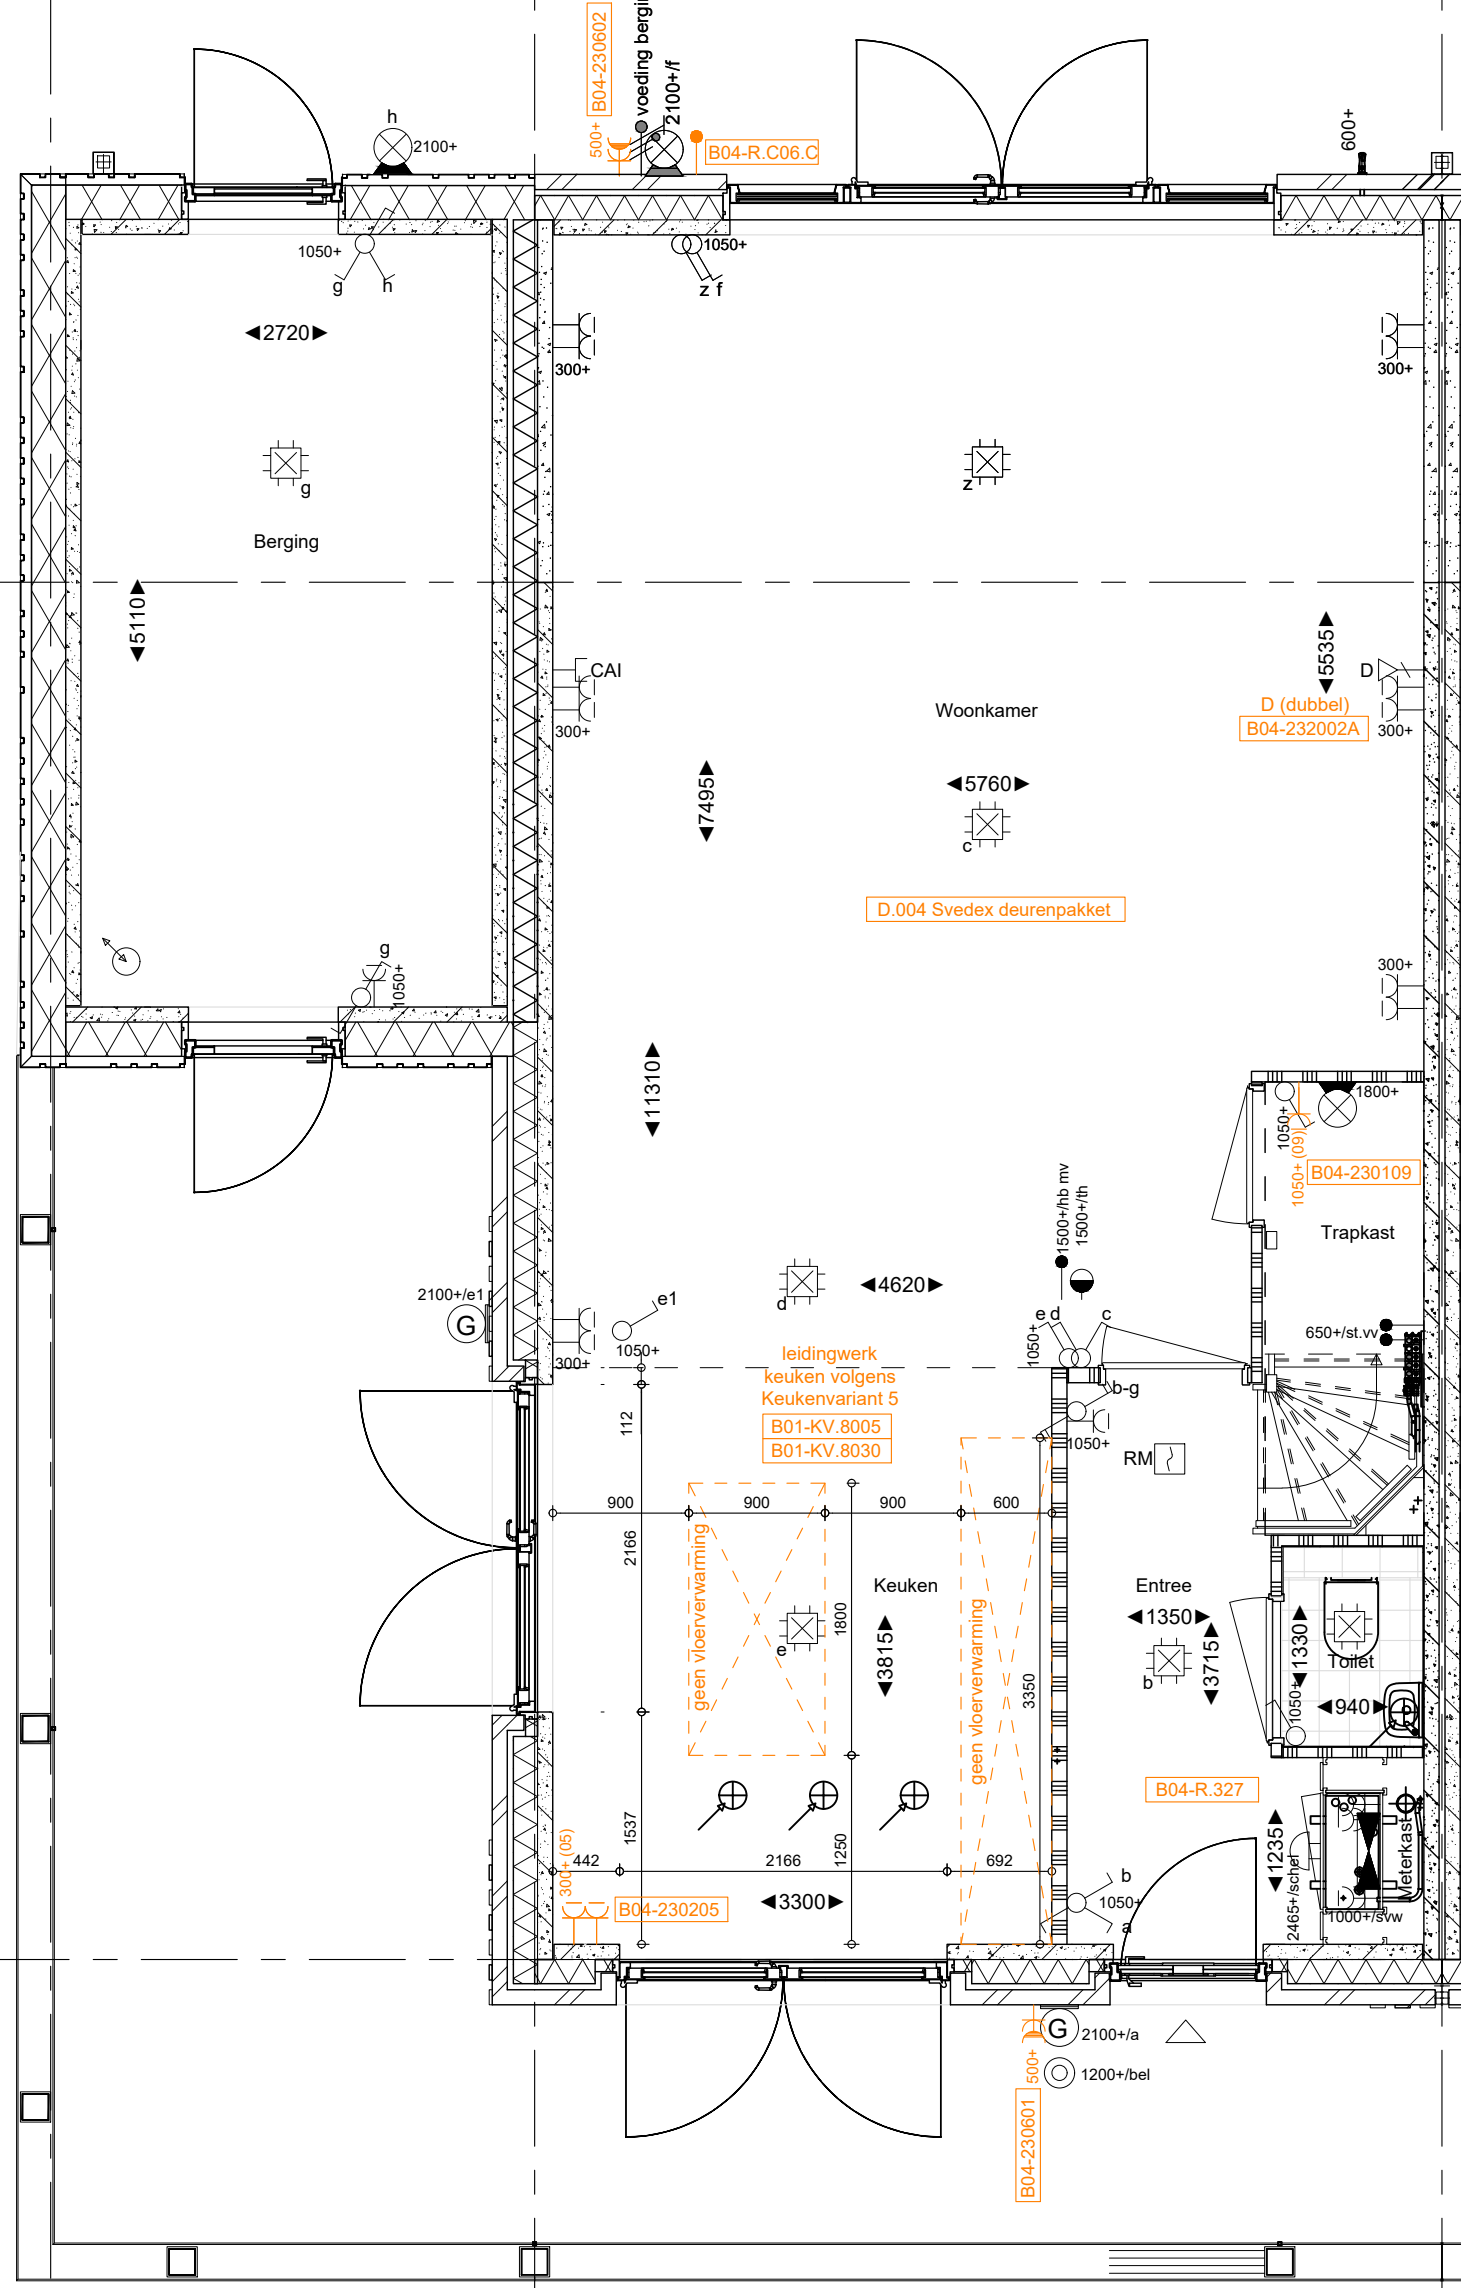 B04-230602
500+
voeding bergin
2100+/f
B04-R.C06.C
600+
h
2100+
1050+
g
h
1050+
z f
2720
300+
300+
g
z
Berging
5110
CAI
300+
Woonkamer
5535
D
D (dubbel)
B04-232002A
300+
7495
5760
c
D.004 Svedex deurenpakket
g
1050+
300+
11310
1800+
1050+
1050+ (09)
B04-230109
Trapkast
1500+/hb mv
1500+/th
2100+/e1
G
300+
e1
1050+
d
4620
e d
c
1050+
650+/st.vv
leidingwerk
keuken volgens
Keukenvariant 5
B01-KV.8005
B01-KV.8030
112
b-g
1050+
RM
900
900
900
600
2166
geen vloerverwarming
1800
Keuken
e
3815
geen vloerverwarming
3350
Entree
1350
3715
b
1330
Toilet
940
1050+
B04-R.327
1537
1250
442
2166
692
300+ (05)
B04-230205
3300
b
1050+
a
1235
2465+/schel
Meterkast
1000+/svw
G
2100+/a
500+
1200+/bel
B04-230601